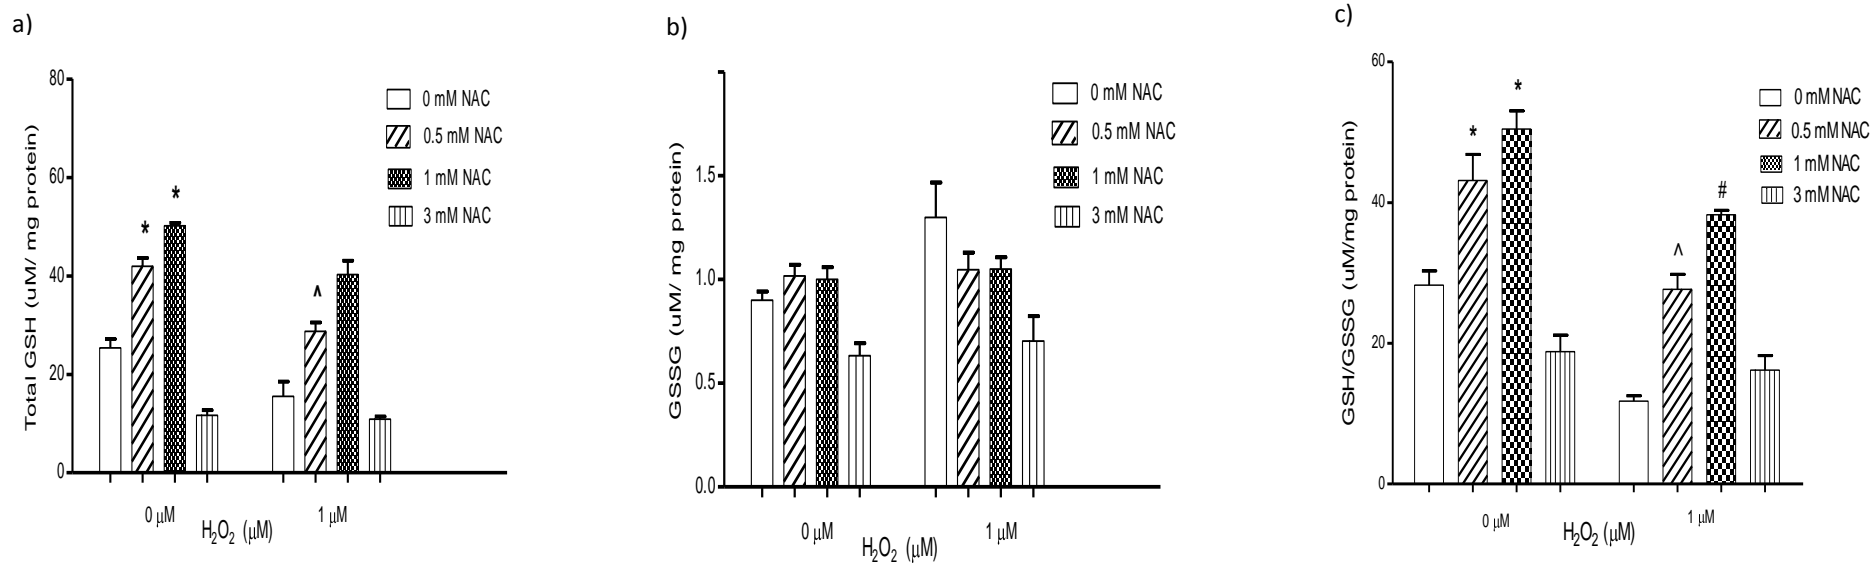 a)
Total GSH (uM/ mg protein)
80
60
40
20
0
*
*
^
0 mM NAC
0.5 mM NAC
1 mM NAC
3 mM NAC
0 µM
1 µM
H₂O₂ (µM)
b)
GSSG (uM/ mg protein)
1.5
1.0
0.5
0.0
0 mM NAC
0.5 mM NAC
1 mM NAC
3 mM NAC
0 µM
1 µM
H₂O₂ (µM)
c)
GSH/GSSG (uM/mg protein)
60
40
20
0
*
*
^
#
0 mM NAC
0.5 mM NAC
1 mM NAC
3 mM NAC
0 µM
1 µM
H₂O₂ (µM)